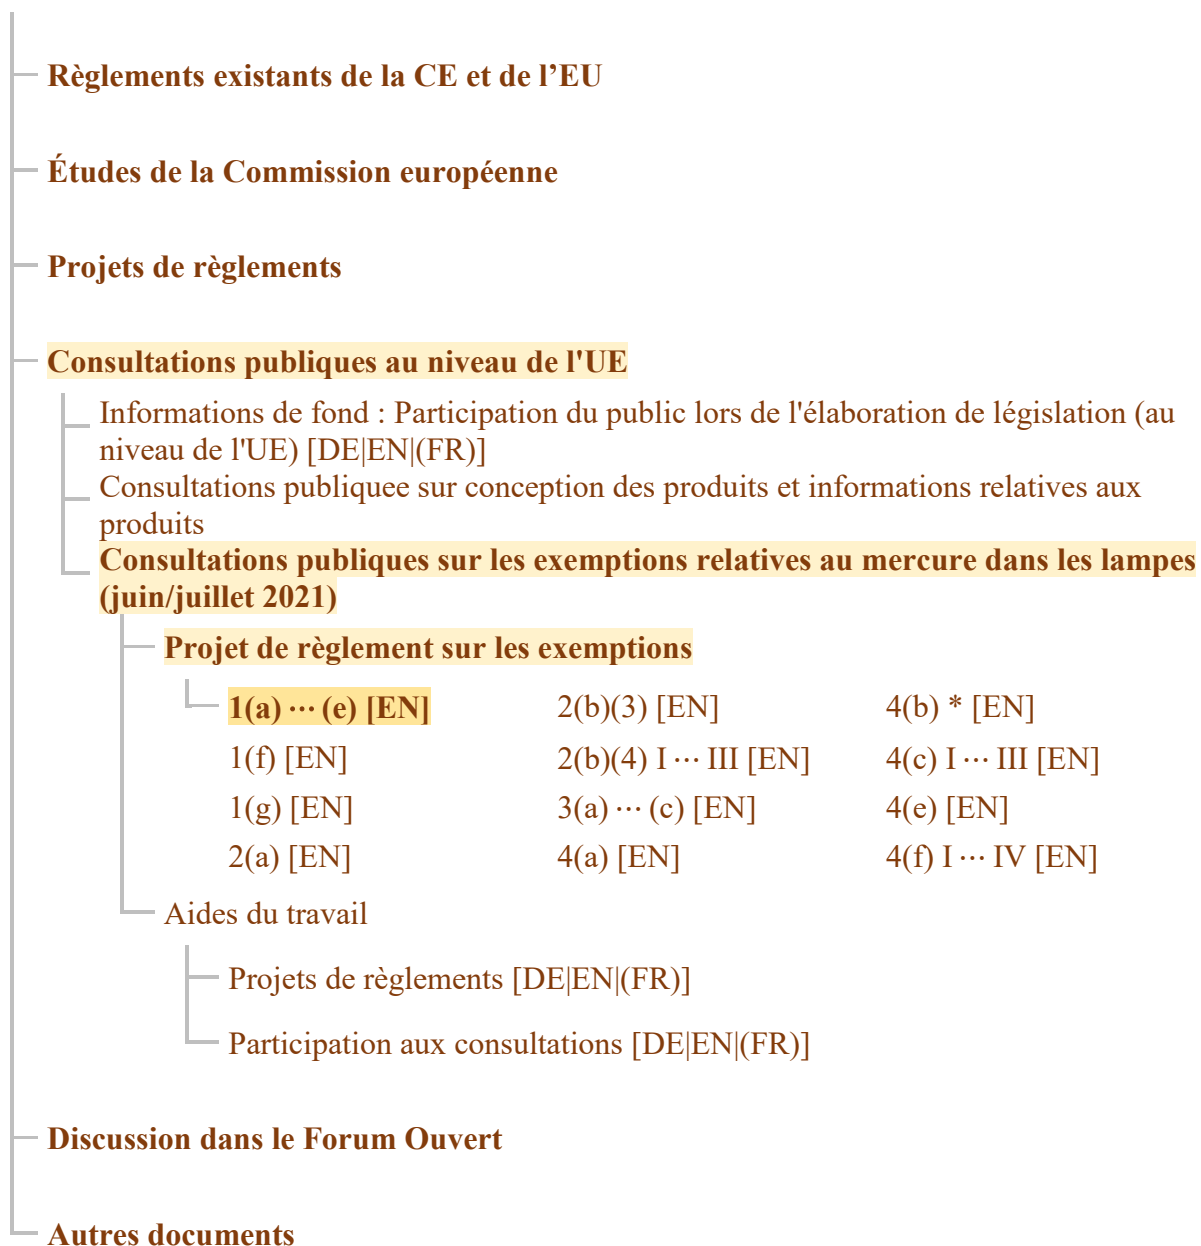 Règlements existants de la CE et de l’EU
Études de la Commission européenne
Projets de règlements
Consultations publiques au niveau de l'UE
Informations de fond : Participation du public lors de l'élaboration de législation (au
niveau de l'UE) [DE|EN|(FR)]
Consultations publiquee sur conception des produits et informations relatives aux
produits
Consultations publiques sur les exemptions relatives au mercure dans les lampes
(juin/juillet 2021)
Projet de règlement sur les exemptions
1(a) ··· (e) [EN] 2(b)(3) [EN] 4(b) * [EN]
1(f) [EN] 2(b)(4) I ··· III [EN] 4(c) I ··· III [EN]
1(g) [EN] 3(a) ··· (c) [EN] 4(e) [EN]
2(a) [EN] 4(a) [EN] 4(f) I ··· IV [EN]
Aides du travail
Projets de règlements [DE|EN|(FR)]
Participation aux consultations [DE|EN|(FR)]
Discussion dans le Forum Ouvert
Autres documents